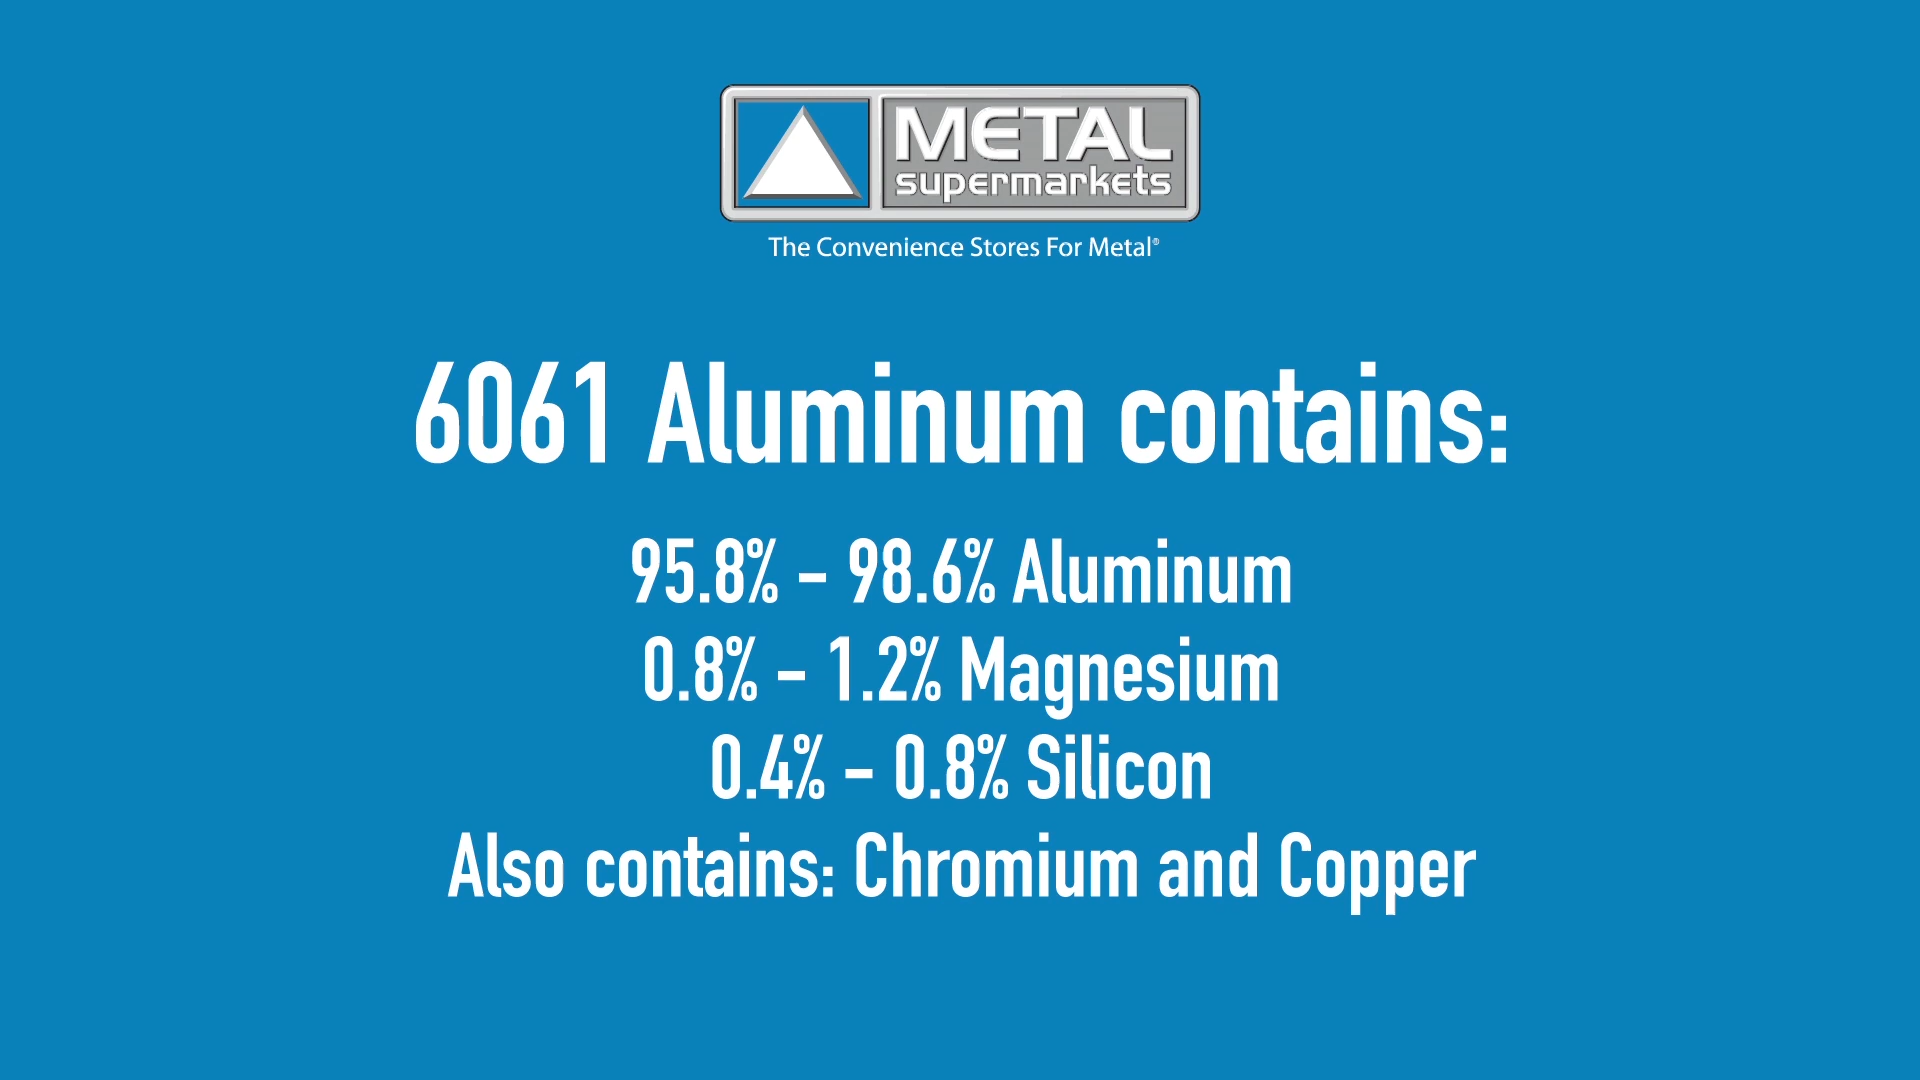 METAL
supermarkets
The Convenience Stores For Metal®
6061 Aluminum contains:
95.8% – 98.6% Aluminum
0.8% – 1.2% Magnesium
0.4% – 0.8% Silicon
Also contains: Chromium and Copper